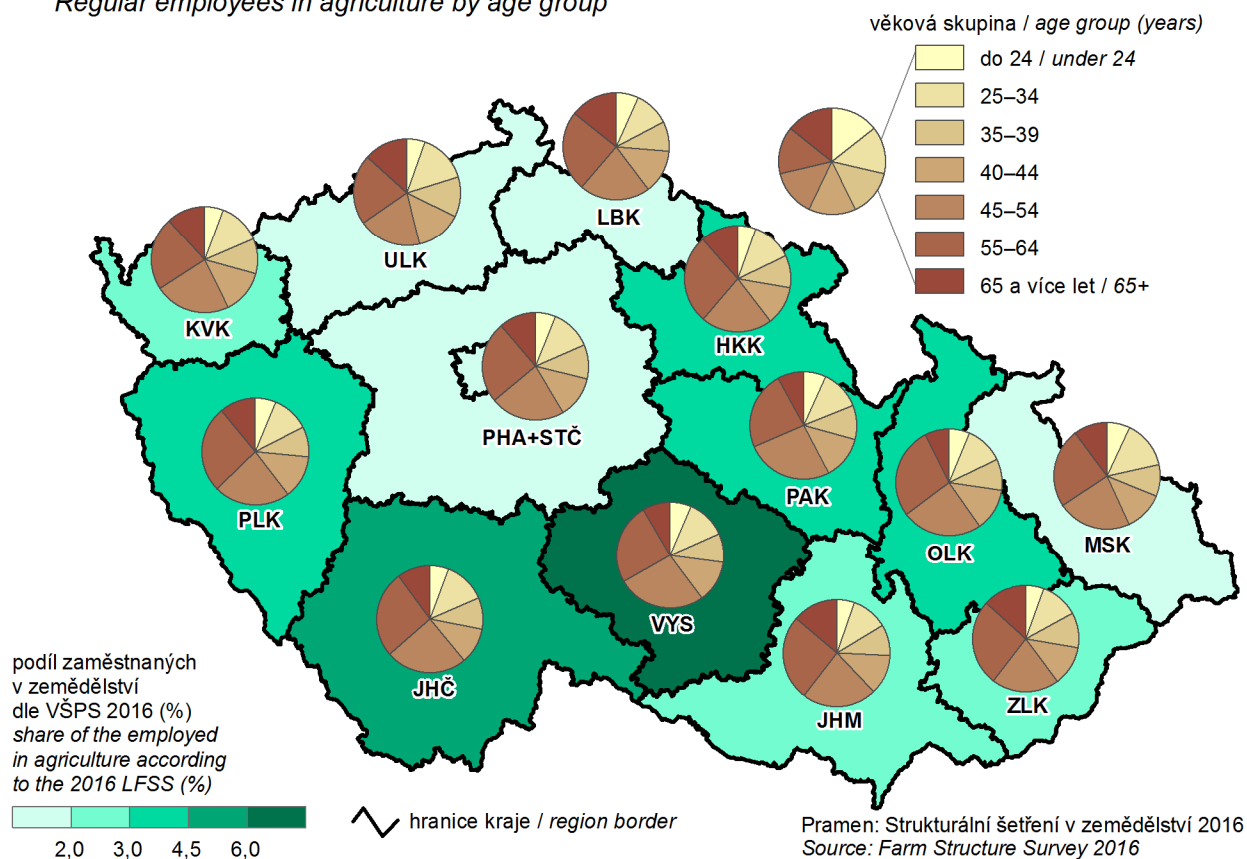 Regular employees in agriculture by age group
věková skupina / age group (years)
do 24 / under 24
25–34
35–39
40–44
45–54
55–64
65 a více let / 65+
LBK
ULK
KVK
HKK
PHA+STČ
PAK
PLK
OLK
MSK
VYS
JHČ
JHM
ZLK
podíl zaměstnaných
v zemědělství
dle VŠPS 2016 (%)
share of the employed
in agriculture according
to the 2016 LFSS (%)
2,0 3,0 4,5 6,0
hranice kraje / region border
Pramen: Strukturální šetření v zemědělství 2016
Source: Farm Structure Survey 2016